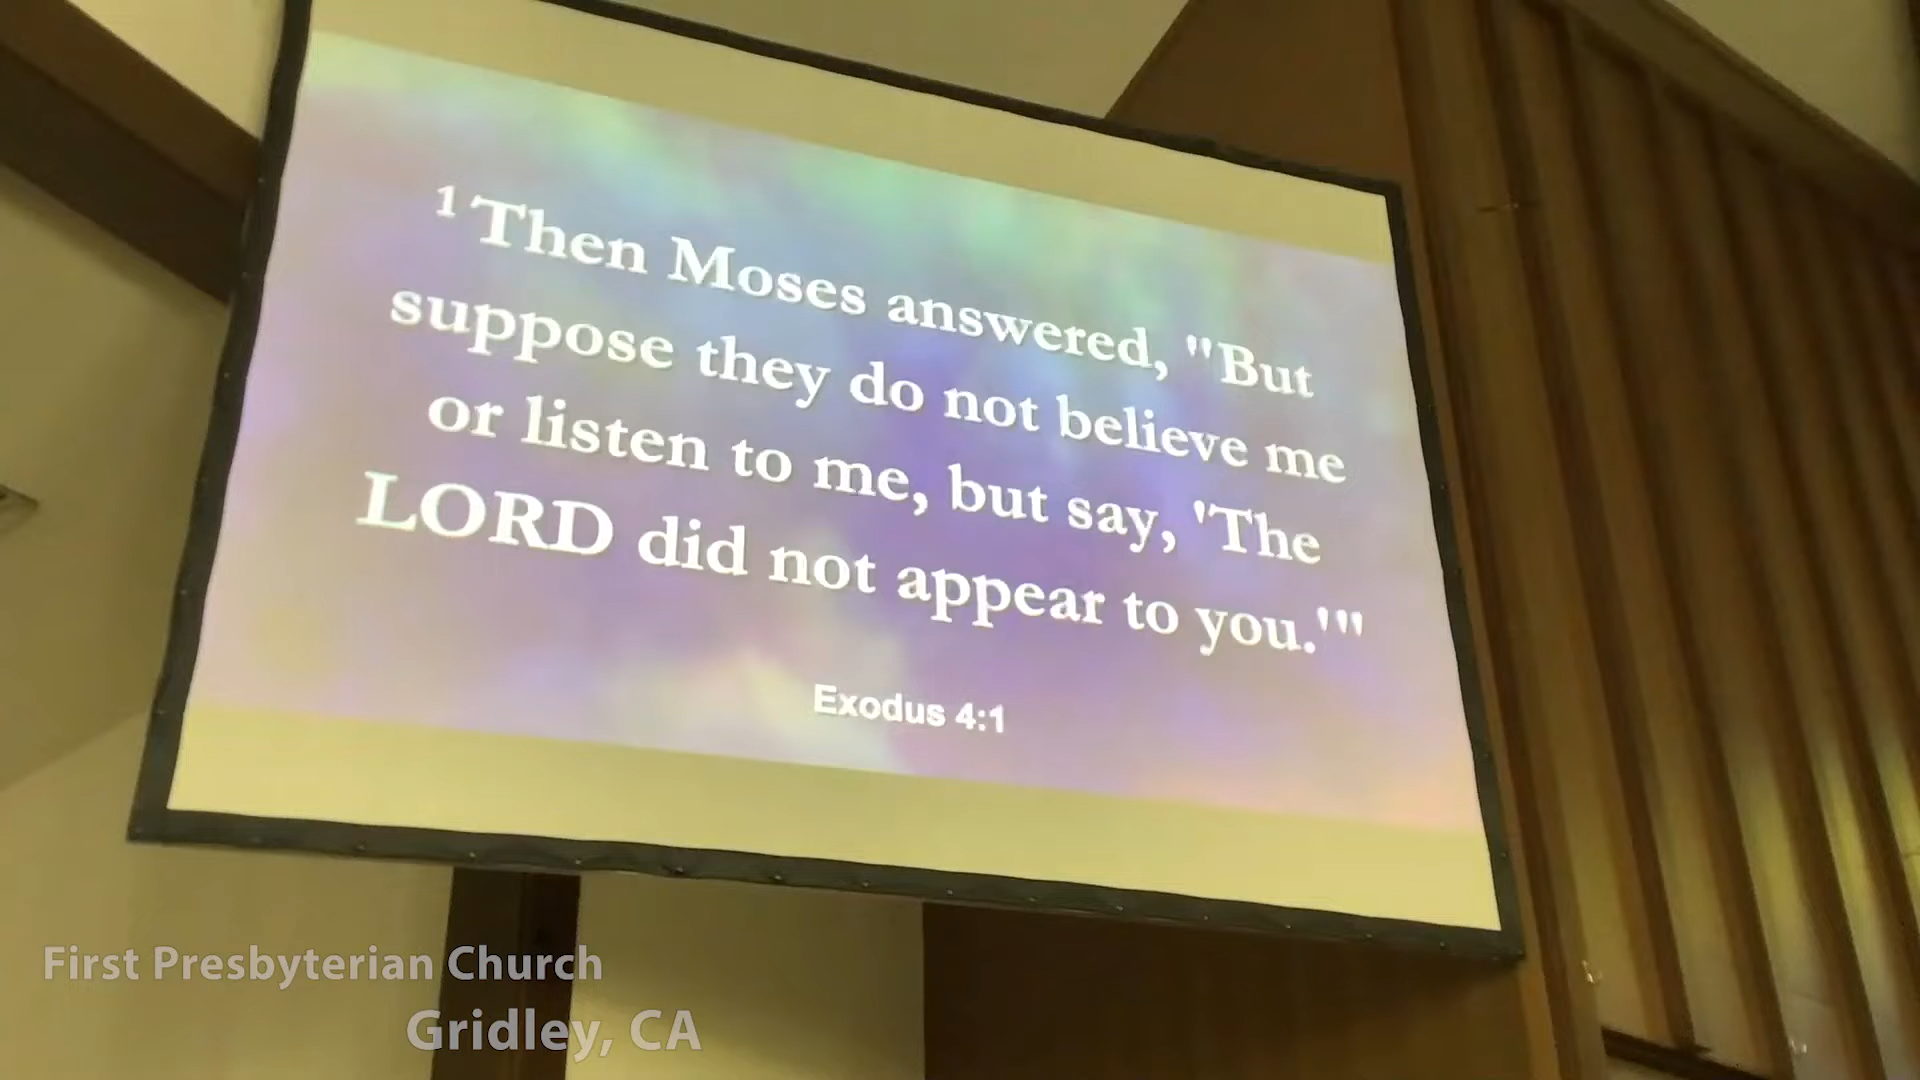 1 Then Moses answered, "But
suppose they do not believe me
or listen to me, but say, 'The
LORD did not appear to you.'"
Exodus 4:1
First Presbyterian Church
Gridley, CA